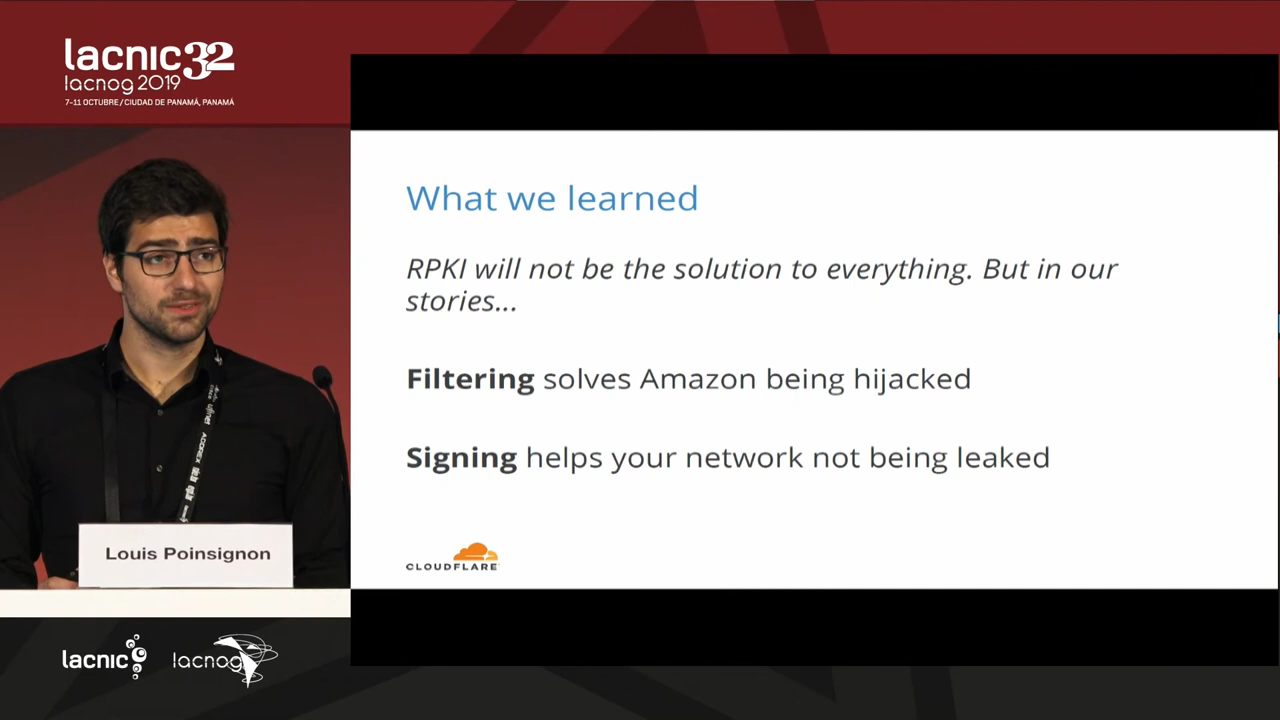 lacnic32
lacnog 2019
7-11 OCTUBRE / CIUDAD DE PANAMÁ, PANAMÁ
What we learned
RPKI will not be the solution to everything. But in our
stories...
Filtering solves Amazon being hijacked
Signing helps your network not being leaked
CLOUDFLARE
Louis Poinsignon
lacnic
lacnog